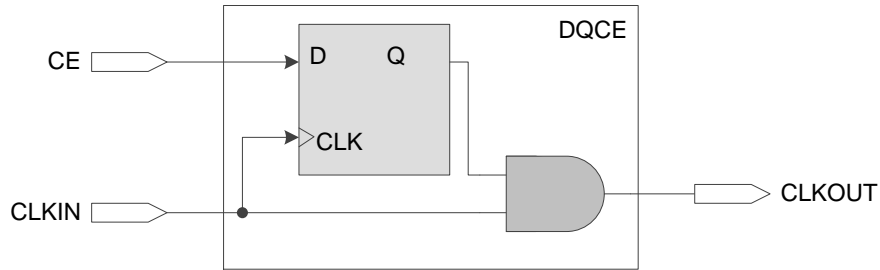 DQCE
CE
D Q
CLK
CLKIN
CLKOUT